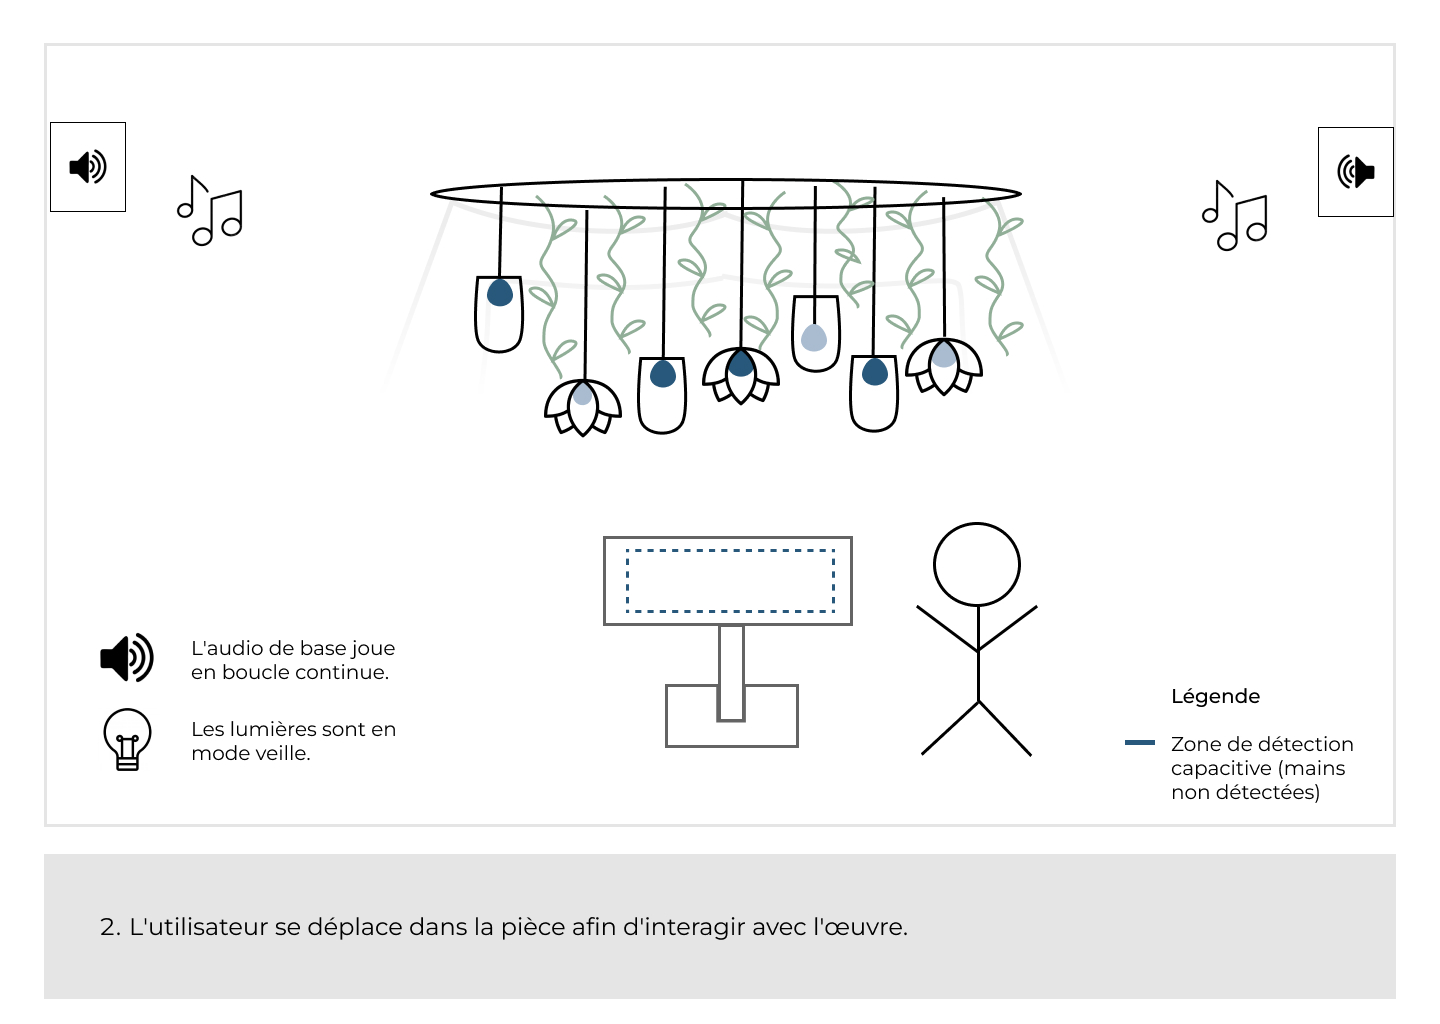 L'audio de base joue
en boucle continue.
Les lumières sont en
mode veille.
Légende
Zone de détection
capacitive (mains
non détectées)
2. L'utilisateur se déplace dans la pièce afin d'interagir avec l'œuvre.